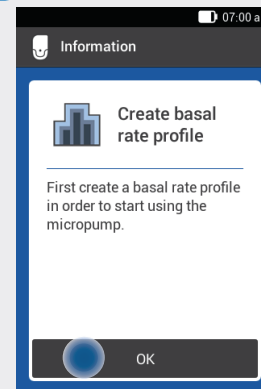 07:00 a
Information
Create basal
rate profile
First create a basal rate profile
in order to start using the
micropump.
OK